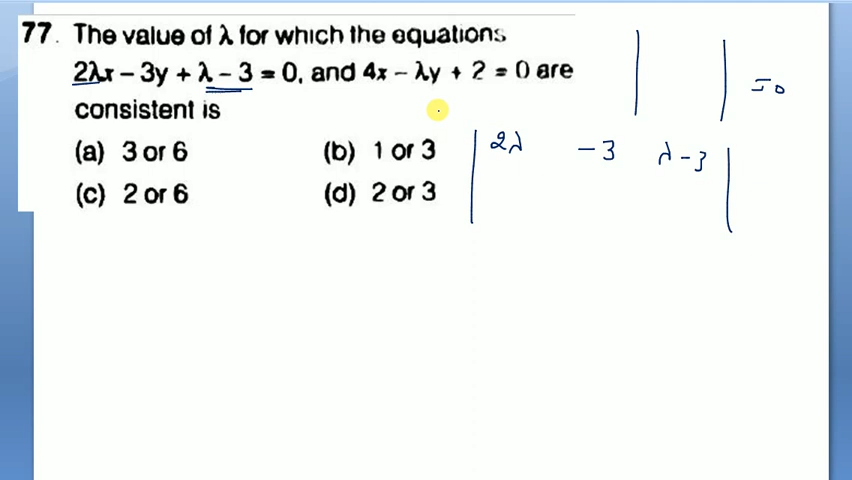 77. The value of λ for which the equations
2λx – 3y + λ – 3 = 0, and 4x – λy + 2 = 0 are
consistent is
(a) 3 or 6 (b) 1 or 3
(c) 2 or 6 (d) 2 or 3
| | = 0
| 2λ – 3 λ – 3 |